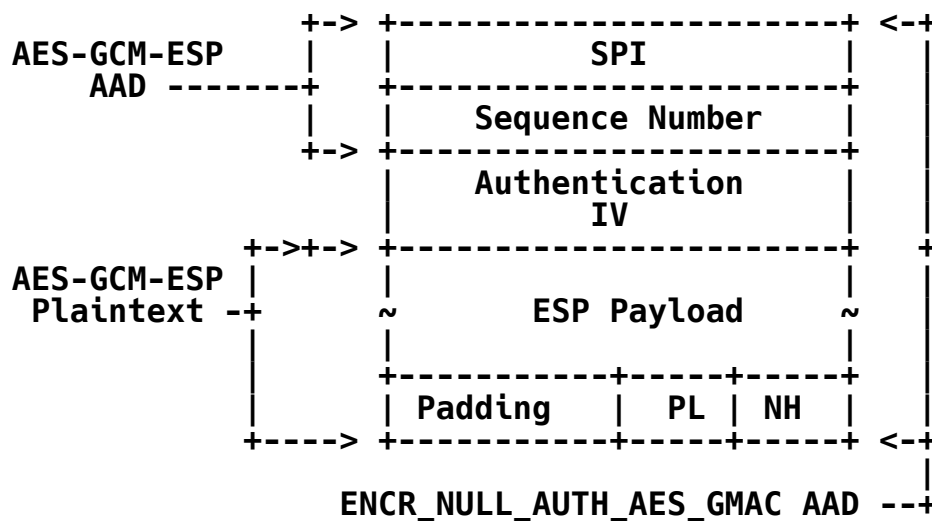 AES-GCM-ESP
SPI
AAD
Sequence Number
Authentication
IV
AES-GCM-ESP
Plaintext
ESP Payload
Padding PL NH
ENCR_NULL_AUTH_AES_GMAC AAD